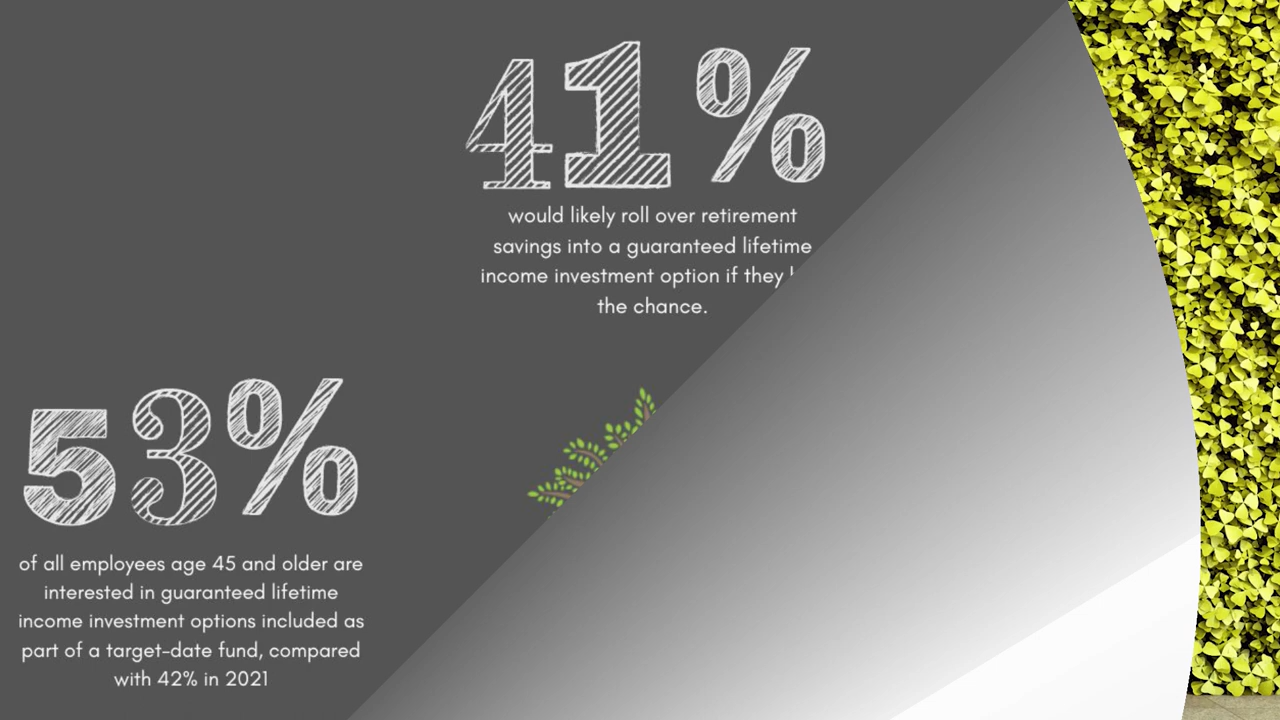 41%
would likely roll over retirement
savings into a guaranteed lifetime
income investment option if they
the chance.
53%
of all employees age 45 and older are
interested in guaranteed lifetime
income investment options included as
part of a target-date fund, compared
with 42% in 2021